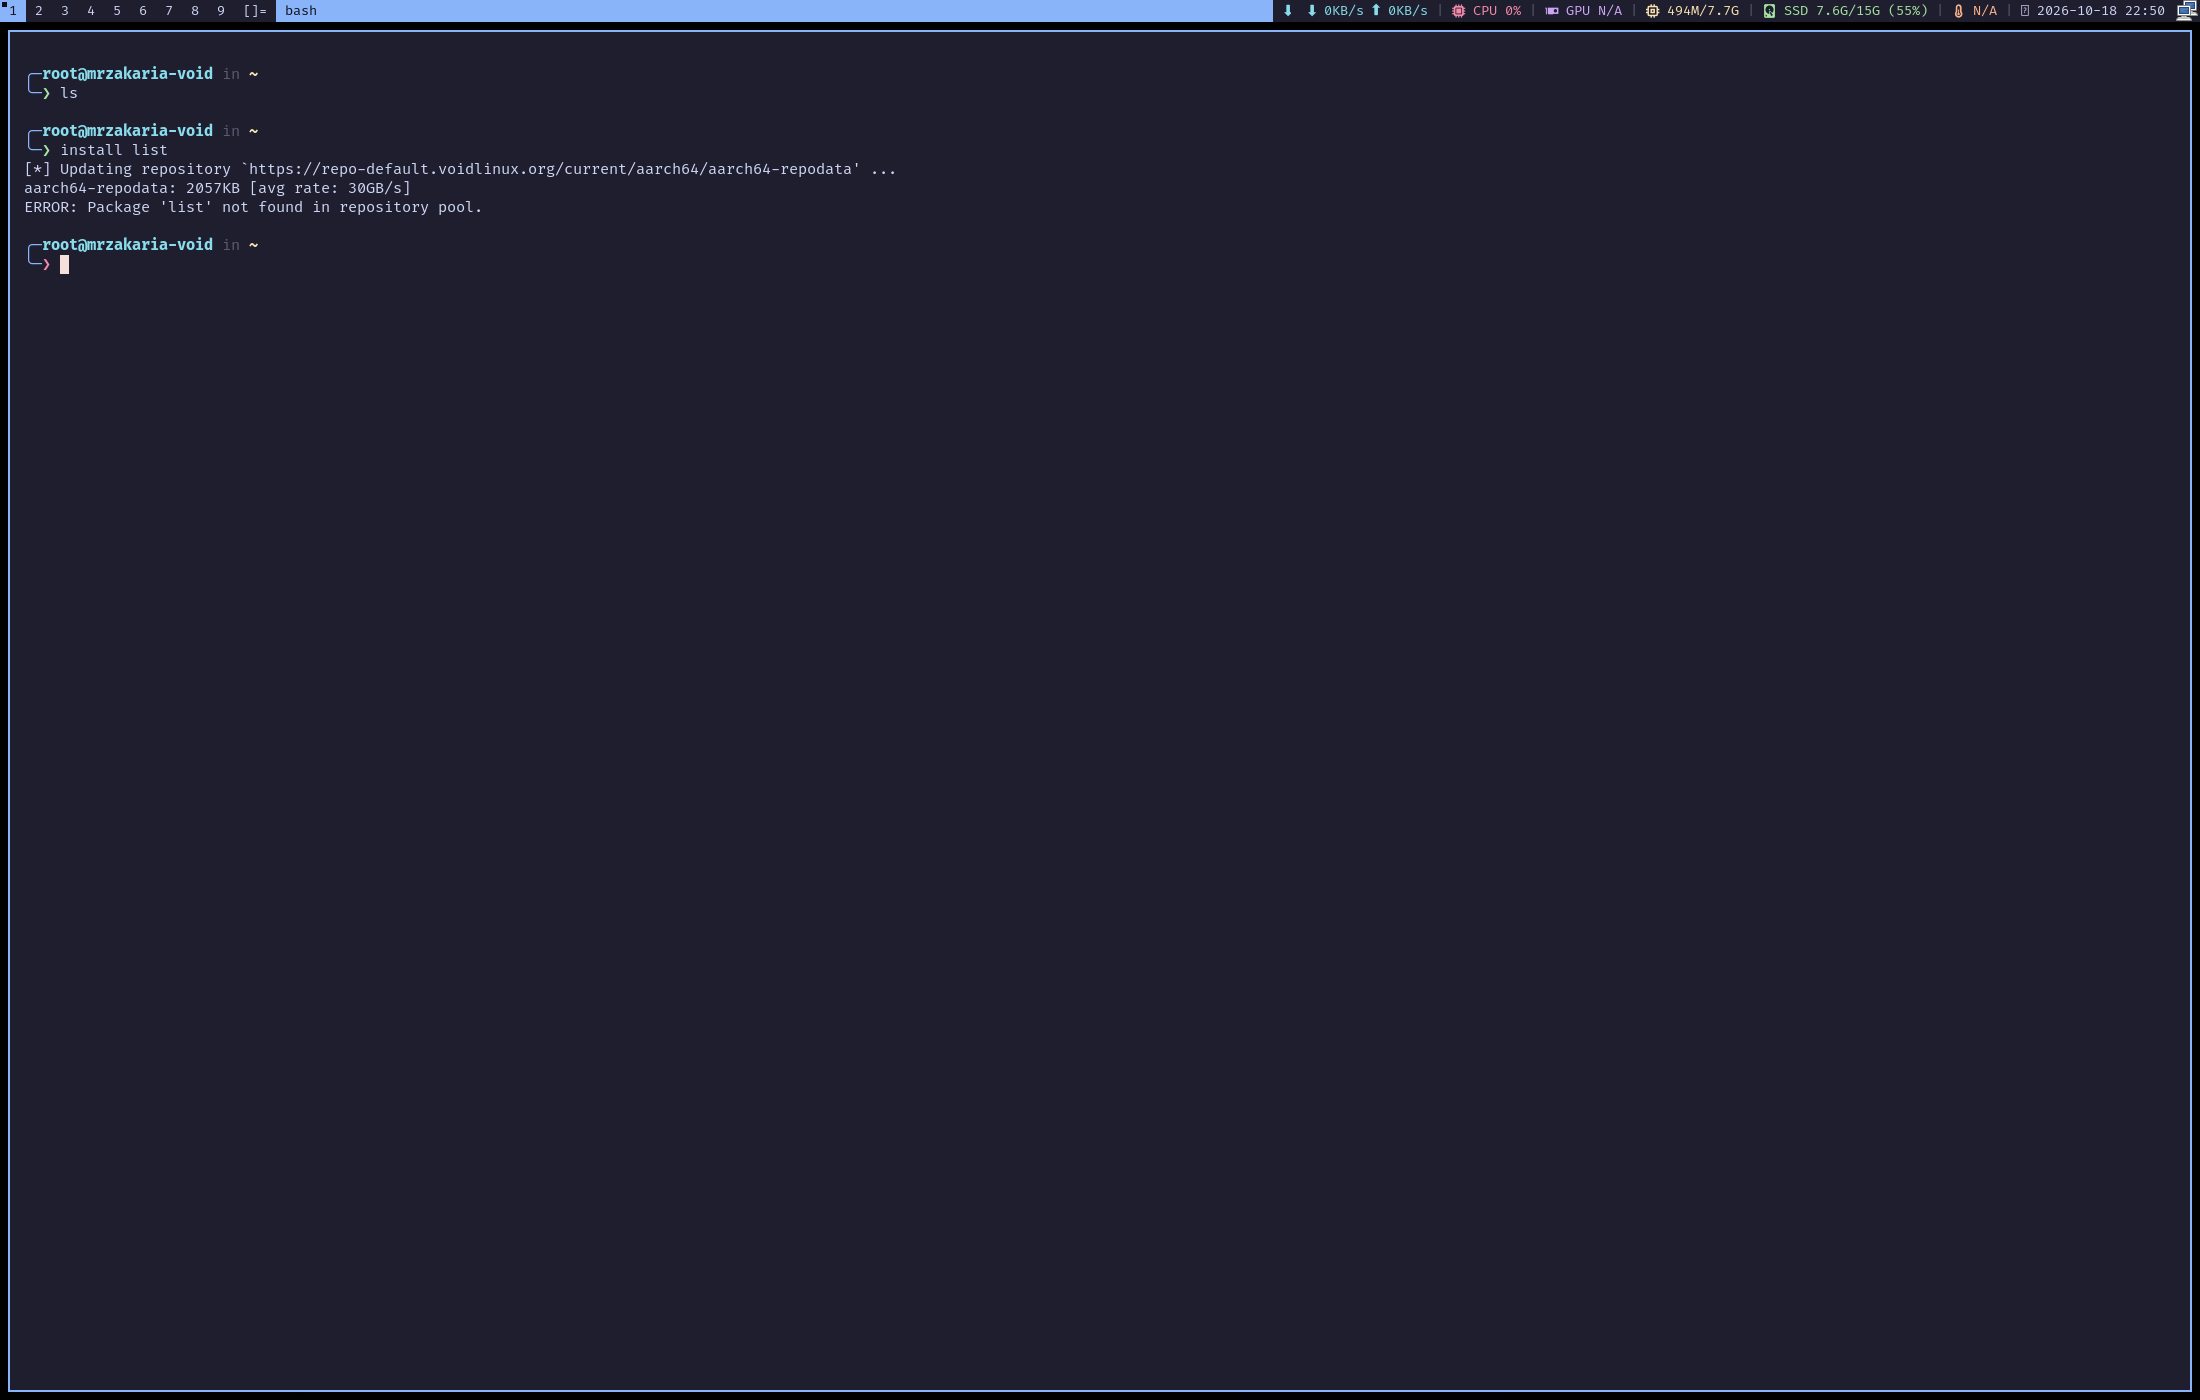 1 2 3 4 5 6 7 8 9 []= bash ⬇ ⬇ 0KB/s ⬆ 0KB/s | CPU 0% | GPU N/A | 494M/7.7G | SSD 7.6G/15G (55%) | N/A | 2026-10-18 22:50
╭─root@mrzakaria-void in ~
╰─❯ ls
╭─root@mrzakaria-void in ~
╰─❯ install list
[*] Updating repository `https://repo-default.voidlinux.org/current/aarch64/aarch64-repodata' ...
aarch64-repodata: 2057KB [avg rate: 30GB/s]
ERROR: Package 'list' not found in repository pool.
╭─root@mrzakaria-void in ~
╰─❯